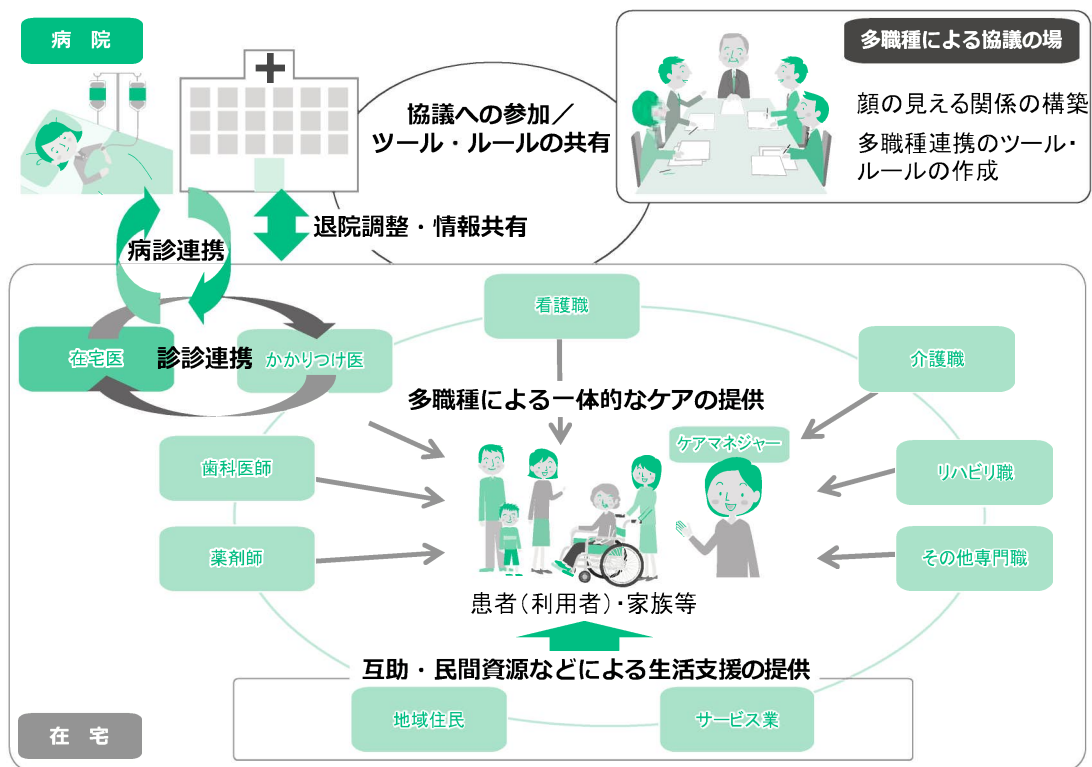 病 院
多職種による協議の場
顔の見える関係の構築
多職種連携のツール・
ルールの作成
協議への参加／
ツール・ルールの共有
退院調整・情報共有
病診連携
看護職
在宅医
診診連携
かかりつけ医
介護職
多職種による一体的なケアの提供
ケアマネジャー
歯科医師
リハビリ職
薬剤師
その他専門職
患者（利用者）・家族等
互助・民間資源などによる生活支援の提供
地域住民
サービス業
在 宅